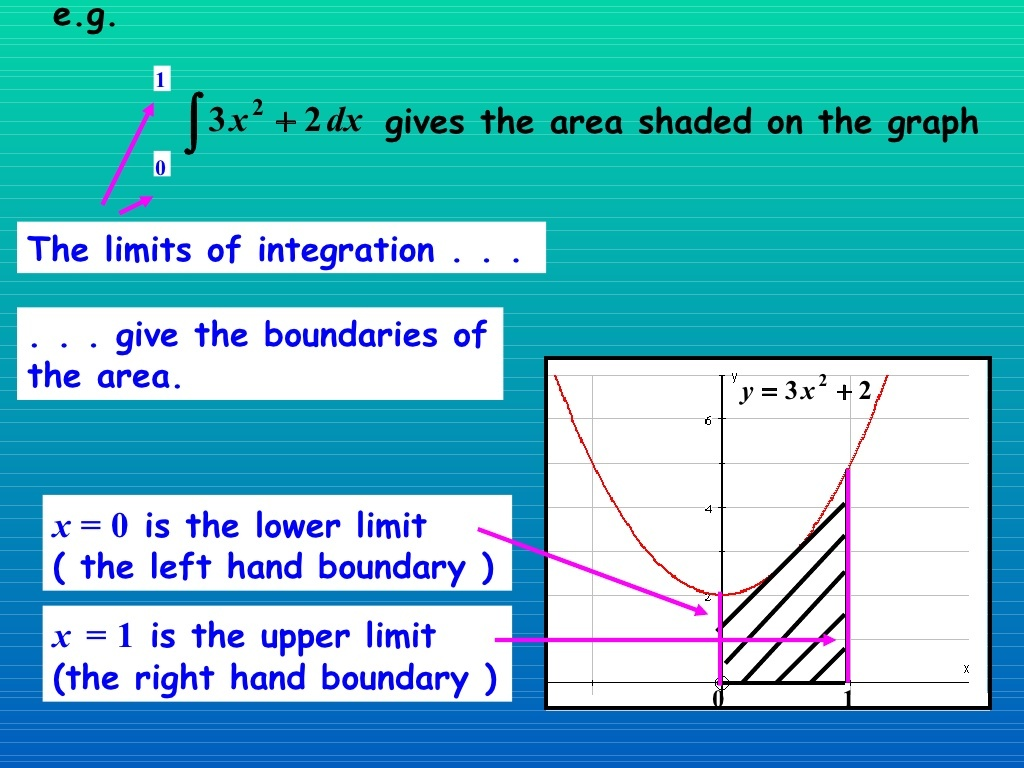 e.g.
1
∫ 3x² + 2 dx gives the area shaded on the graph
0
The limits of integration . . .
. . . give the boundaries of
the area.
y
y = 3x² + 2
6
4
2
x
0 1
x = 0 is the lower limit
( the left hand boundary )
x = 1 is the upper limit
(the right hand boundary )